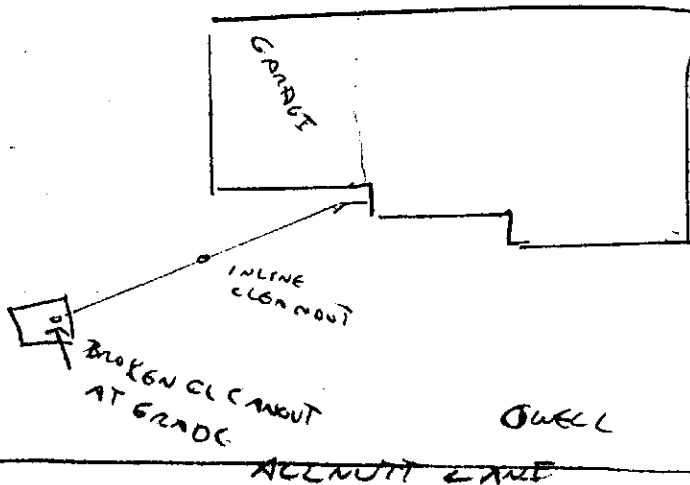 GARAGE
INLINE
CLEANOUT
BROKEN CLEANOUT
AT GRADE
WELL
ALLNUTT LANE